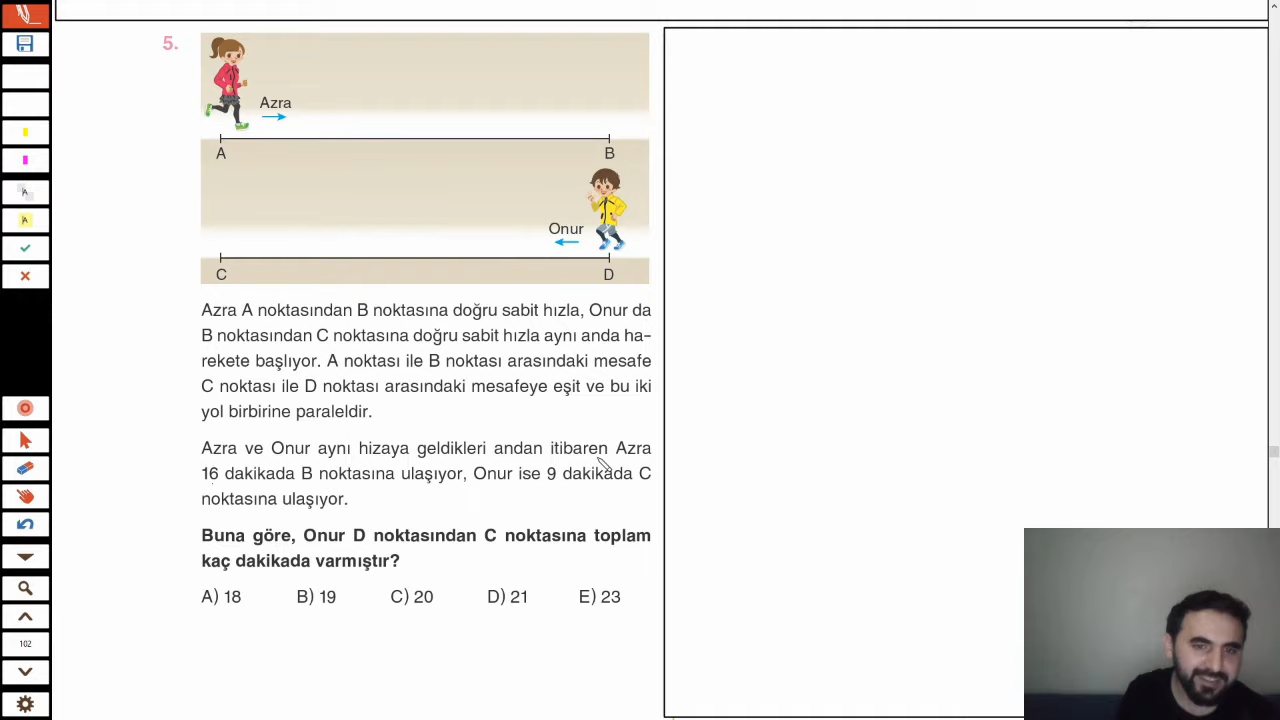 5.
Azra
A B
Onur
C D
Azra A noktasından B noktasına doğru sabit hızla, Onur da
B noktasından C noktasına doğru sabit hızla aynı anda ha-
rekete başlıyor. A noktası ile B noktası arasındaki mesafe
C noktası ile D noktası arasındaki mesafeye eşit ve bu iki
yol birbirine paraleldir.
Azra ve Onur aynı hizaya geldikleri andan itibaren Azra
16 dakikada B noktasına ulaşıyor, Onur ise 9 dakikada C
noktasına ulaşıyor.
Buna göre, Onur D noktasından C noktasına toplam
kaç dakikada varmıştır?
A) 18 B) 19 C) 20 D) 21 E) 23
A
A
102